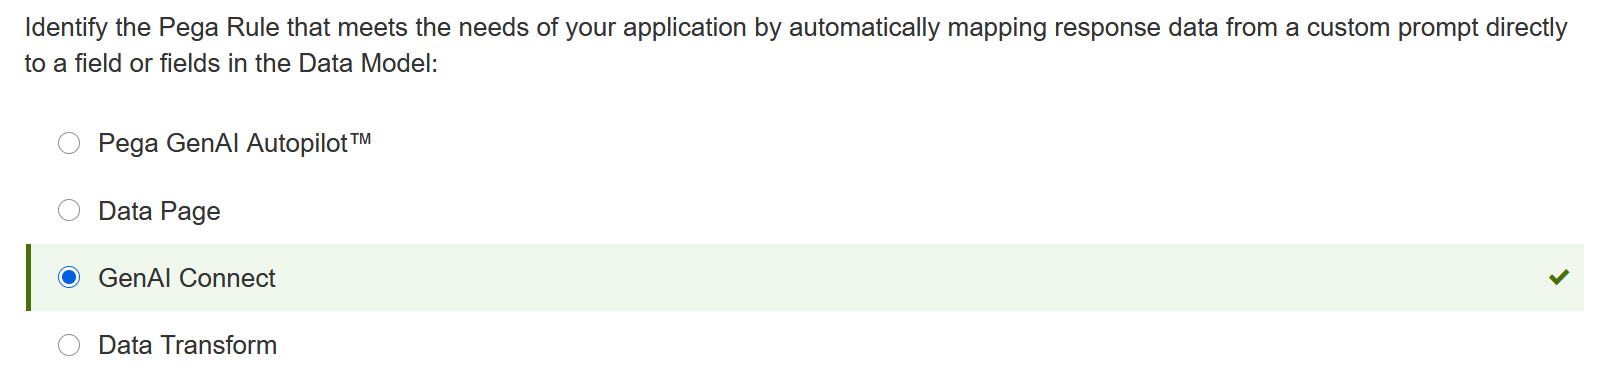 Identify the Pega Rule that meets the needs of your application by automatically mapping response data from a custom prompt directly
to a field or fields in the Data Model:
Pega GenAI Autopilot™
Data Page
GenAI Connect
Data Transform